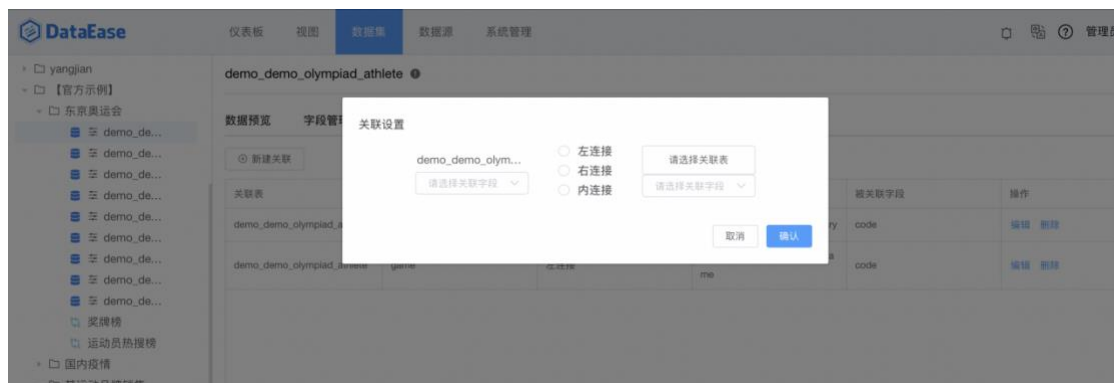 DataEase 仪表板 视图 数据集 数据源 系统管理 管理员
yangjian
【官方示例】
东京奥运会
demo_de...
demo_de...
demo_de...
demo_de...
demo_de...
demo_de...
demo_de...
demo_de...
demo_de...
奖牌榜
运动员热搜榜
国内疫情
demo_demo_olympiad_athlete
数据预览 字段管理
新建关联
关联表 被关联字段 操作
demo_demo_olympiad_a ry code 编辑 删除
demo_demo_olympiad_athlete game 左连接 a
me code 编辑 删除
关联设置
demo_demo_olym...
请选择关联字段
左连接
右连接
内连接
请选择关联表
请选择关联字段
取消 确认